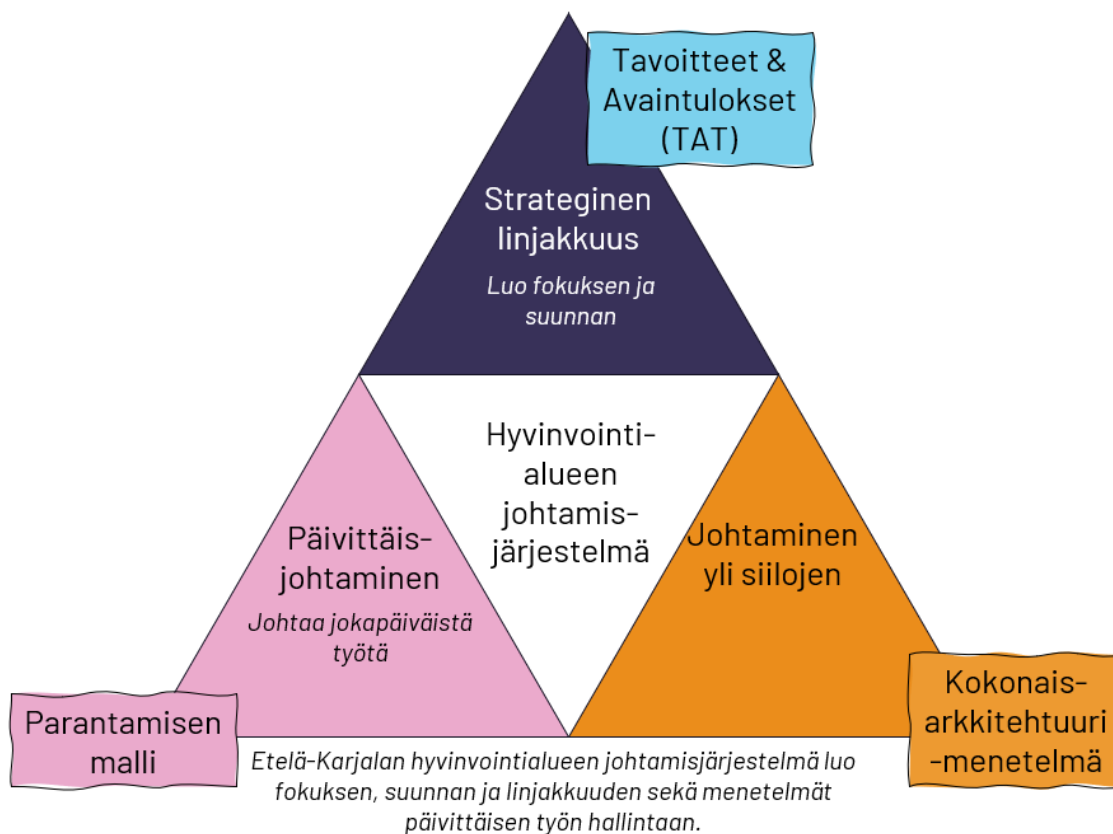 Tavoitteet &
Avaintulokset
(TAT)
Strateginen
linjakkuus
Luo fokuksen ja
suunnan
Hyvinvointi-
alueen
johtamis-
järjestelmä
Päivittäis-
johtaminen
Johtaa jokapäiväistä
työtä
Johtaminen
yli siilojen
Parantamisen
malli
Kokonais-
arkkitehtuuri
-menetelmä
Etelä-Karjalan hyvinvointialueen johtamisjärjestelmä luo
fokuksen, suunnan ja linjakkuuden sekä menetelmät
päivittäisen työn hallintaan.